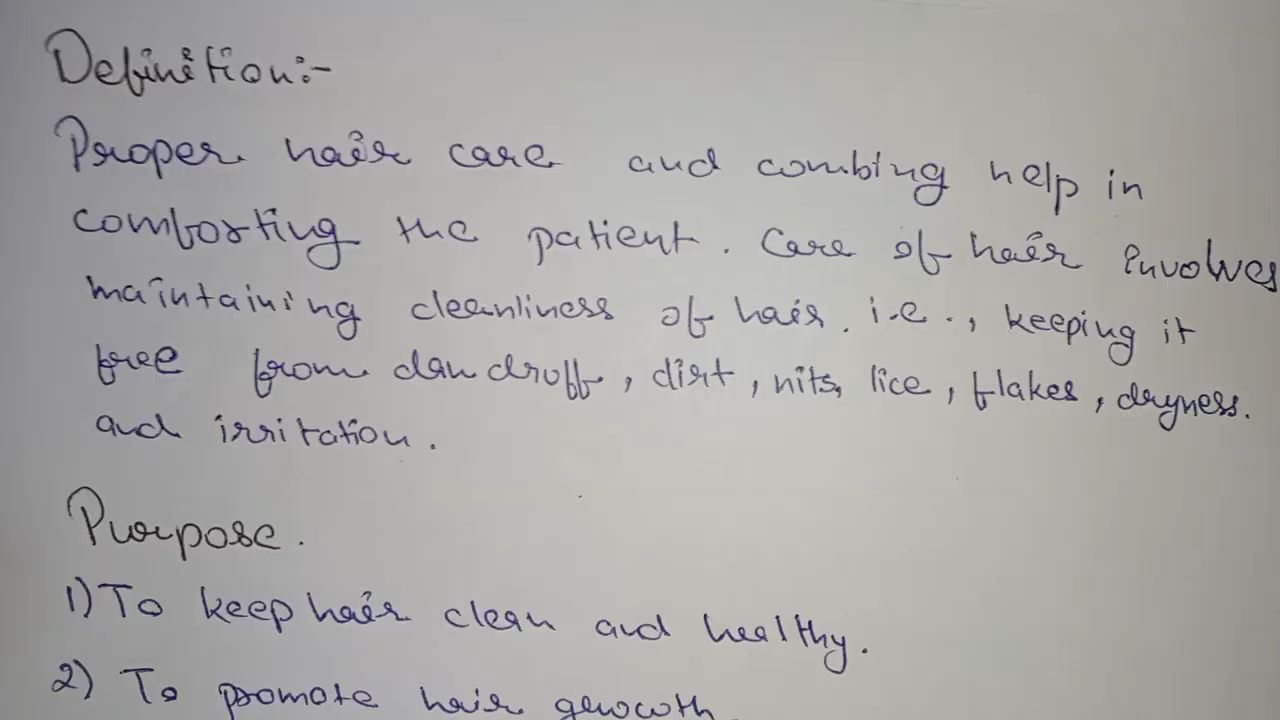 Definition:-
Proper hair care and combing help in
comforting the patient. Care of hair involves
maintaining cleanliness of hair. i.e., keeping it
free from dandroff, dirt, nits, lice, flakes, dryness.
and irritation.
Purpose.
1) To keep hair clean and healthy.
2) To promote hair growth